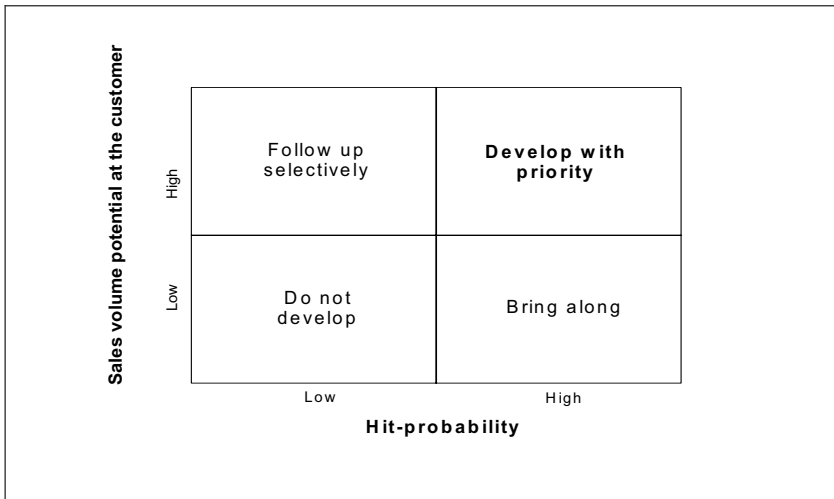 Sales volume potential at the customer
High
Low
Follow up
selectively
Develop with
priority
Do not
develop
Bring along
Low
High
Hit-probability